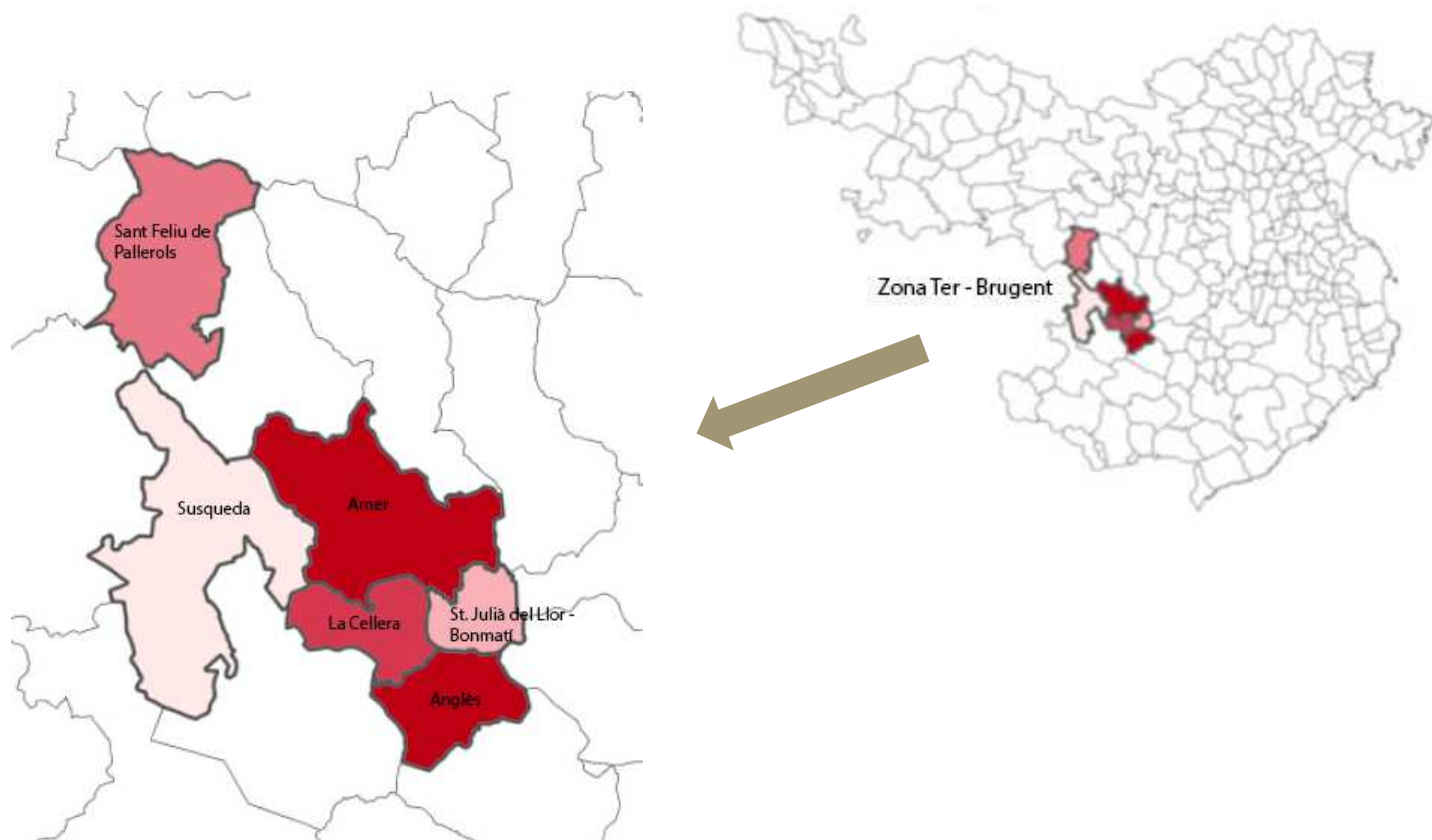 Sant Feliu de
Pallerols
Susqueda
Amer
La Cellera
St. Julià del Llor -
Bonmatí
Anglès
Zona Ter - Brugent